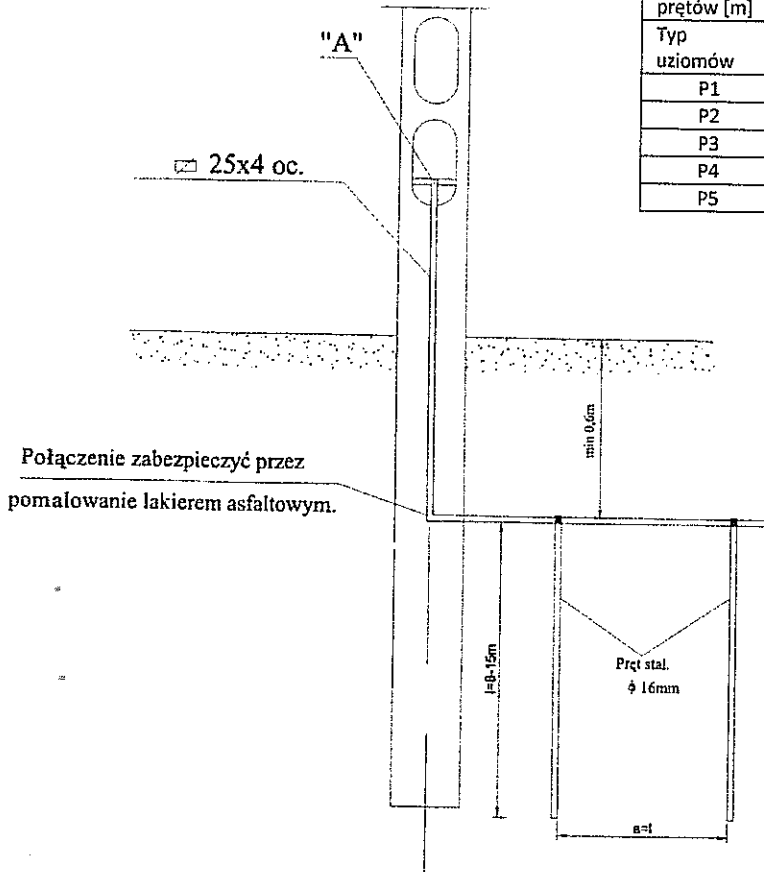 prętów [m]
Typ
uziomów
P1
P2
P3
P4
P5
"A"
25x4 oc.
min 0,6m
Połączenie zabezpieczyć przez
pomalowanie lakierem asfaltowym.
l=8-15m
Pręt stal.
ϕ 16mm
a=l